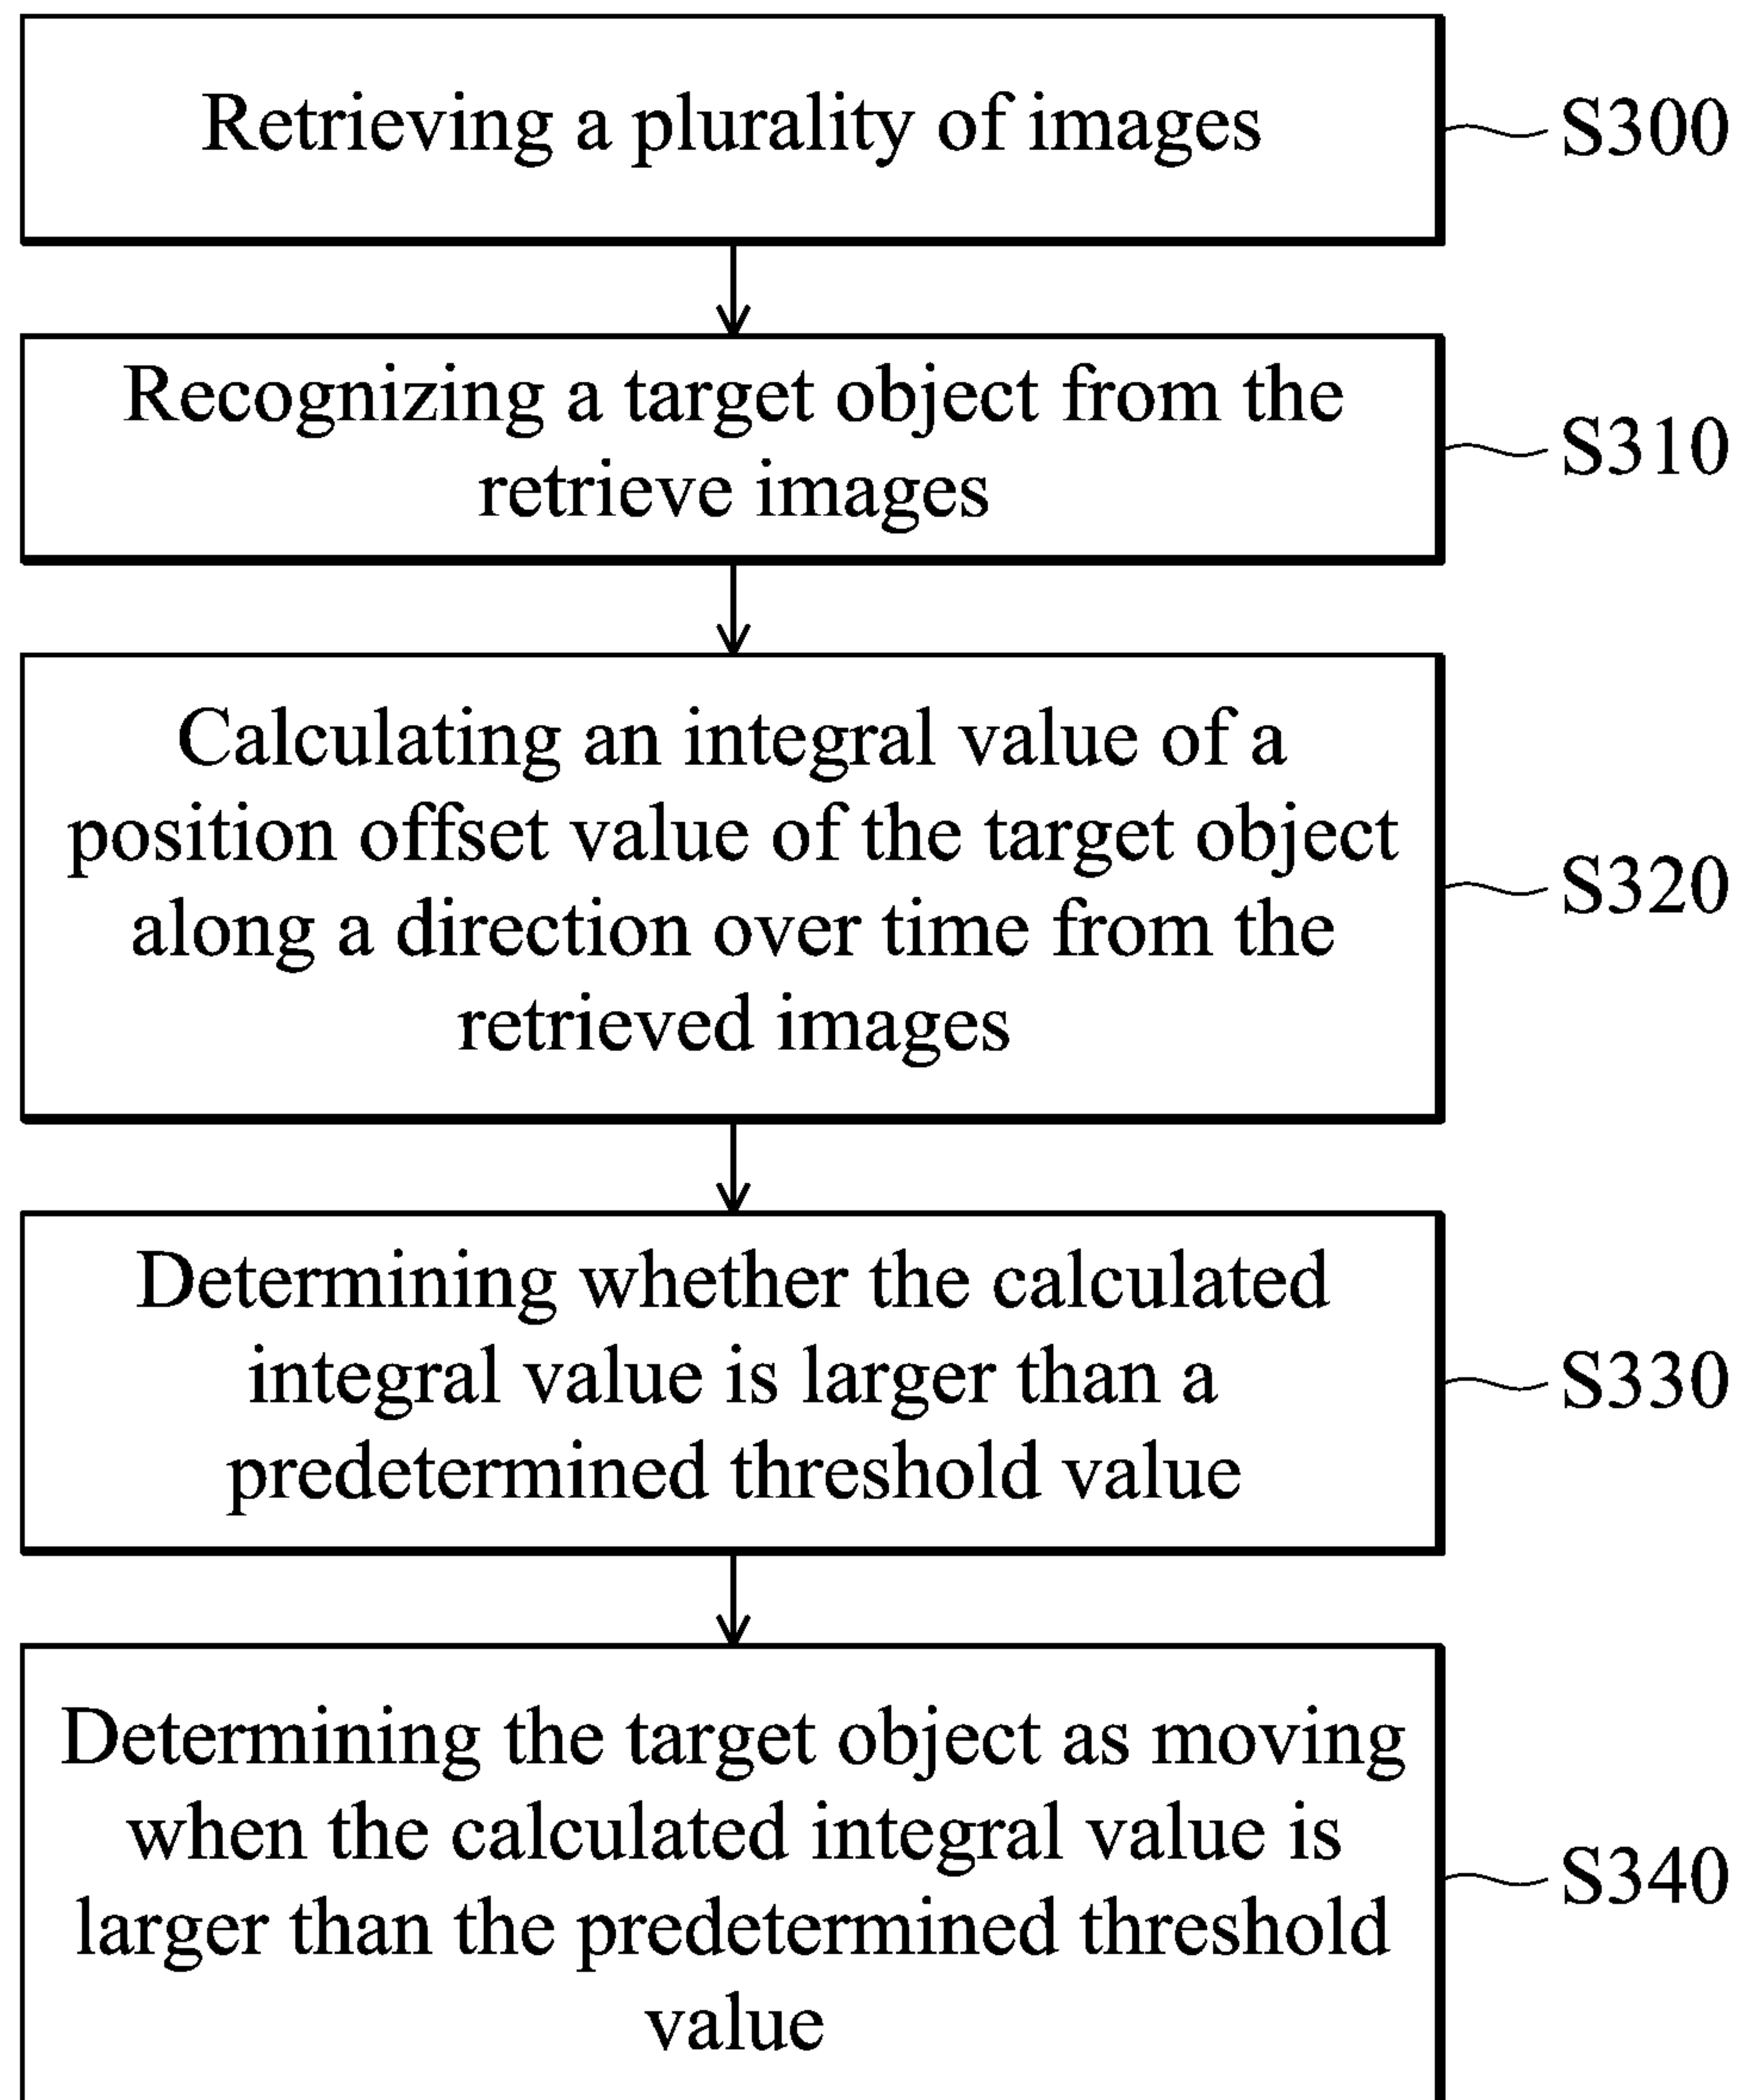 Retrieving a plurality of images
S300
Recognizing a target object from the
retrieve images
S310
Calculating an integral value of a
position offset value of the target object
along a direction over time from the
retrieved images
S320
Determining whether the calculated
integral value is larger than a
predetermined threshold value
S330
Determining the target object as moving
when the calculated integral value is
larger than the predetermined threshold
value
S340